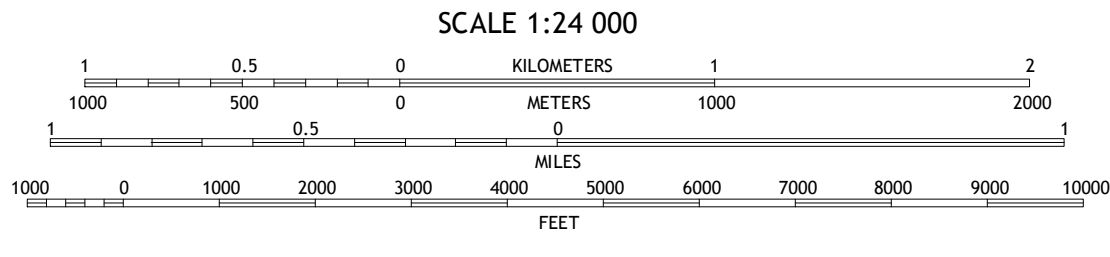 SCALE 1:24 000
1 0.5 0 KILOMETERS 1 2
1000 500 0 METERS 1000 2000
1 0.5 0 1
MILES
1000 0 1000 2000 3000 4000 5000 6000 7000 8000 9000 10000
FEET